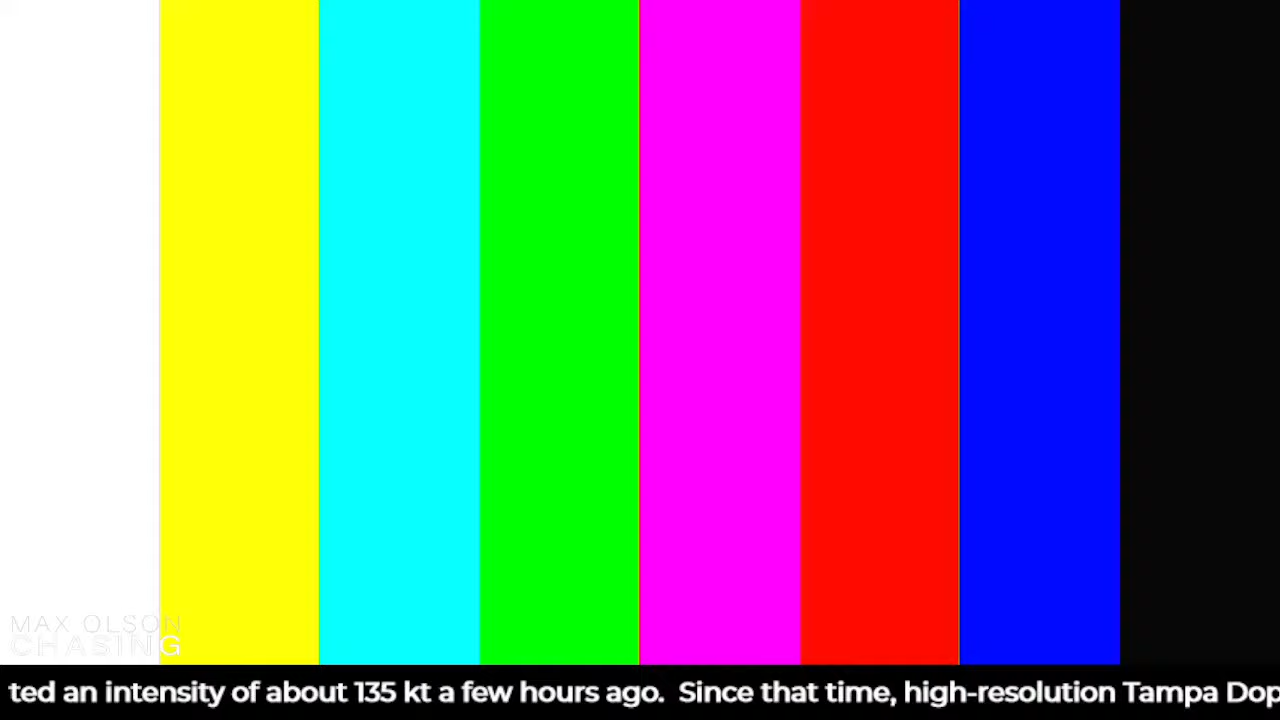 MAX OLSON
CHASING
ted an intensity of about 135 kt a few hours ago. Since that time, high-resolution Tampa Dop